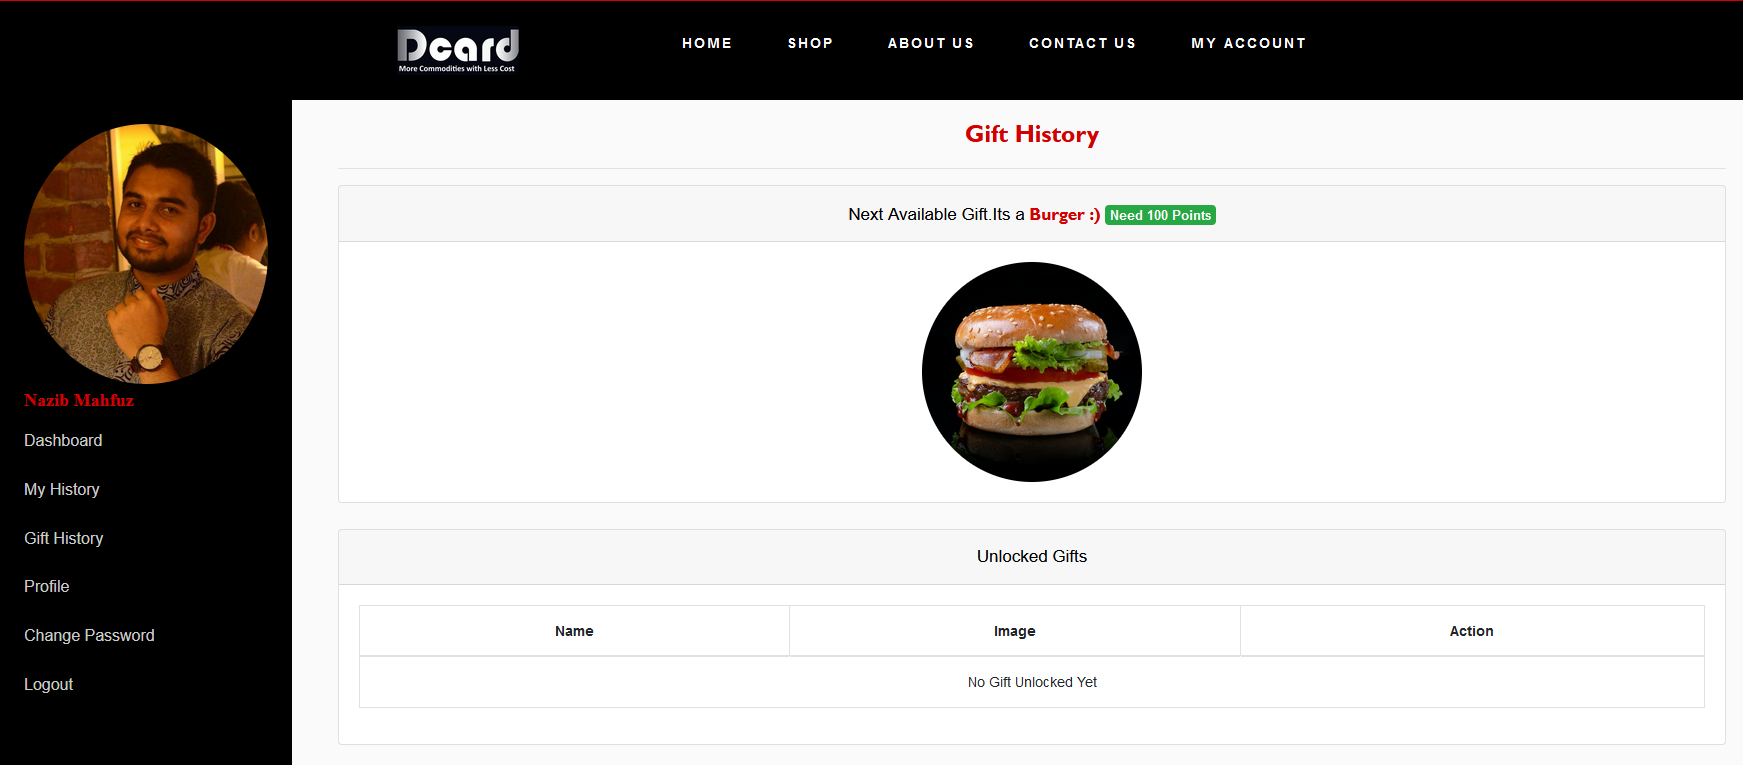 Dcard
More Commodities with Less Cost
HOME SHOP ABOUT US CONTACT US MY ACCOUNT
Nazib Mahfuz
Dashboard
My History
Gift History
Profile
Change Password
Logout
Gift History
Next Available Gift.Its a Burger :) Need 100 Points
Unlocked Gifts
Name Image Action
No Gift Unlocked Yet